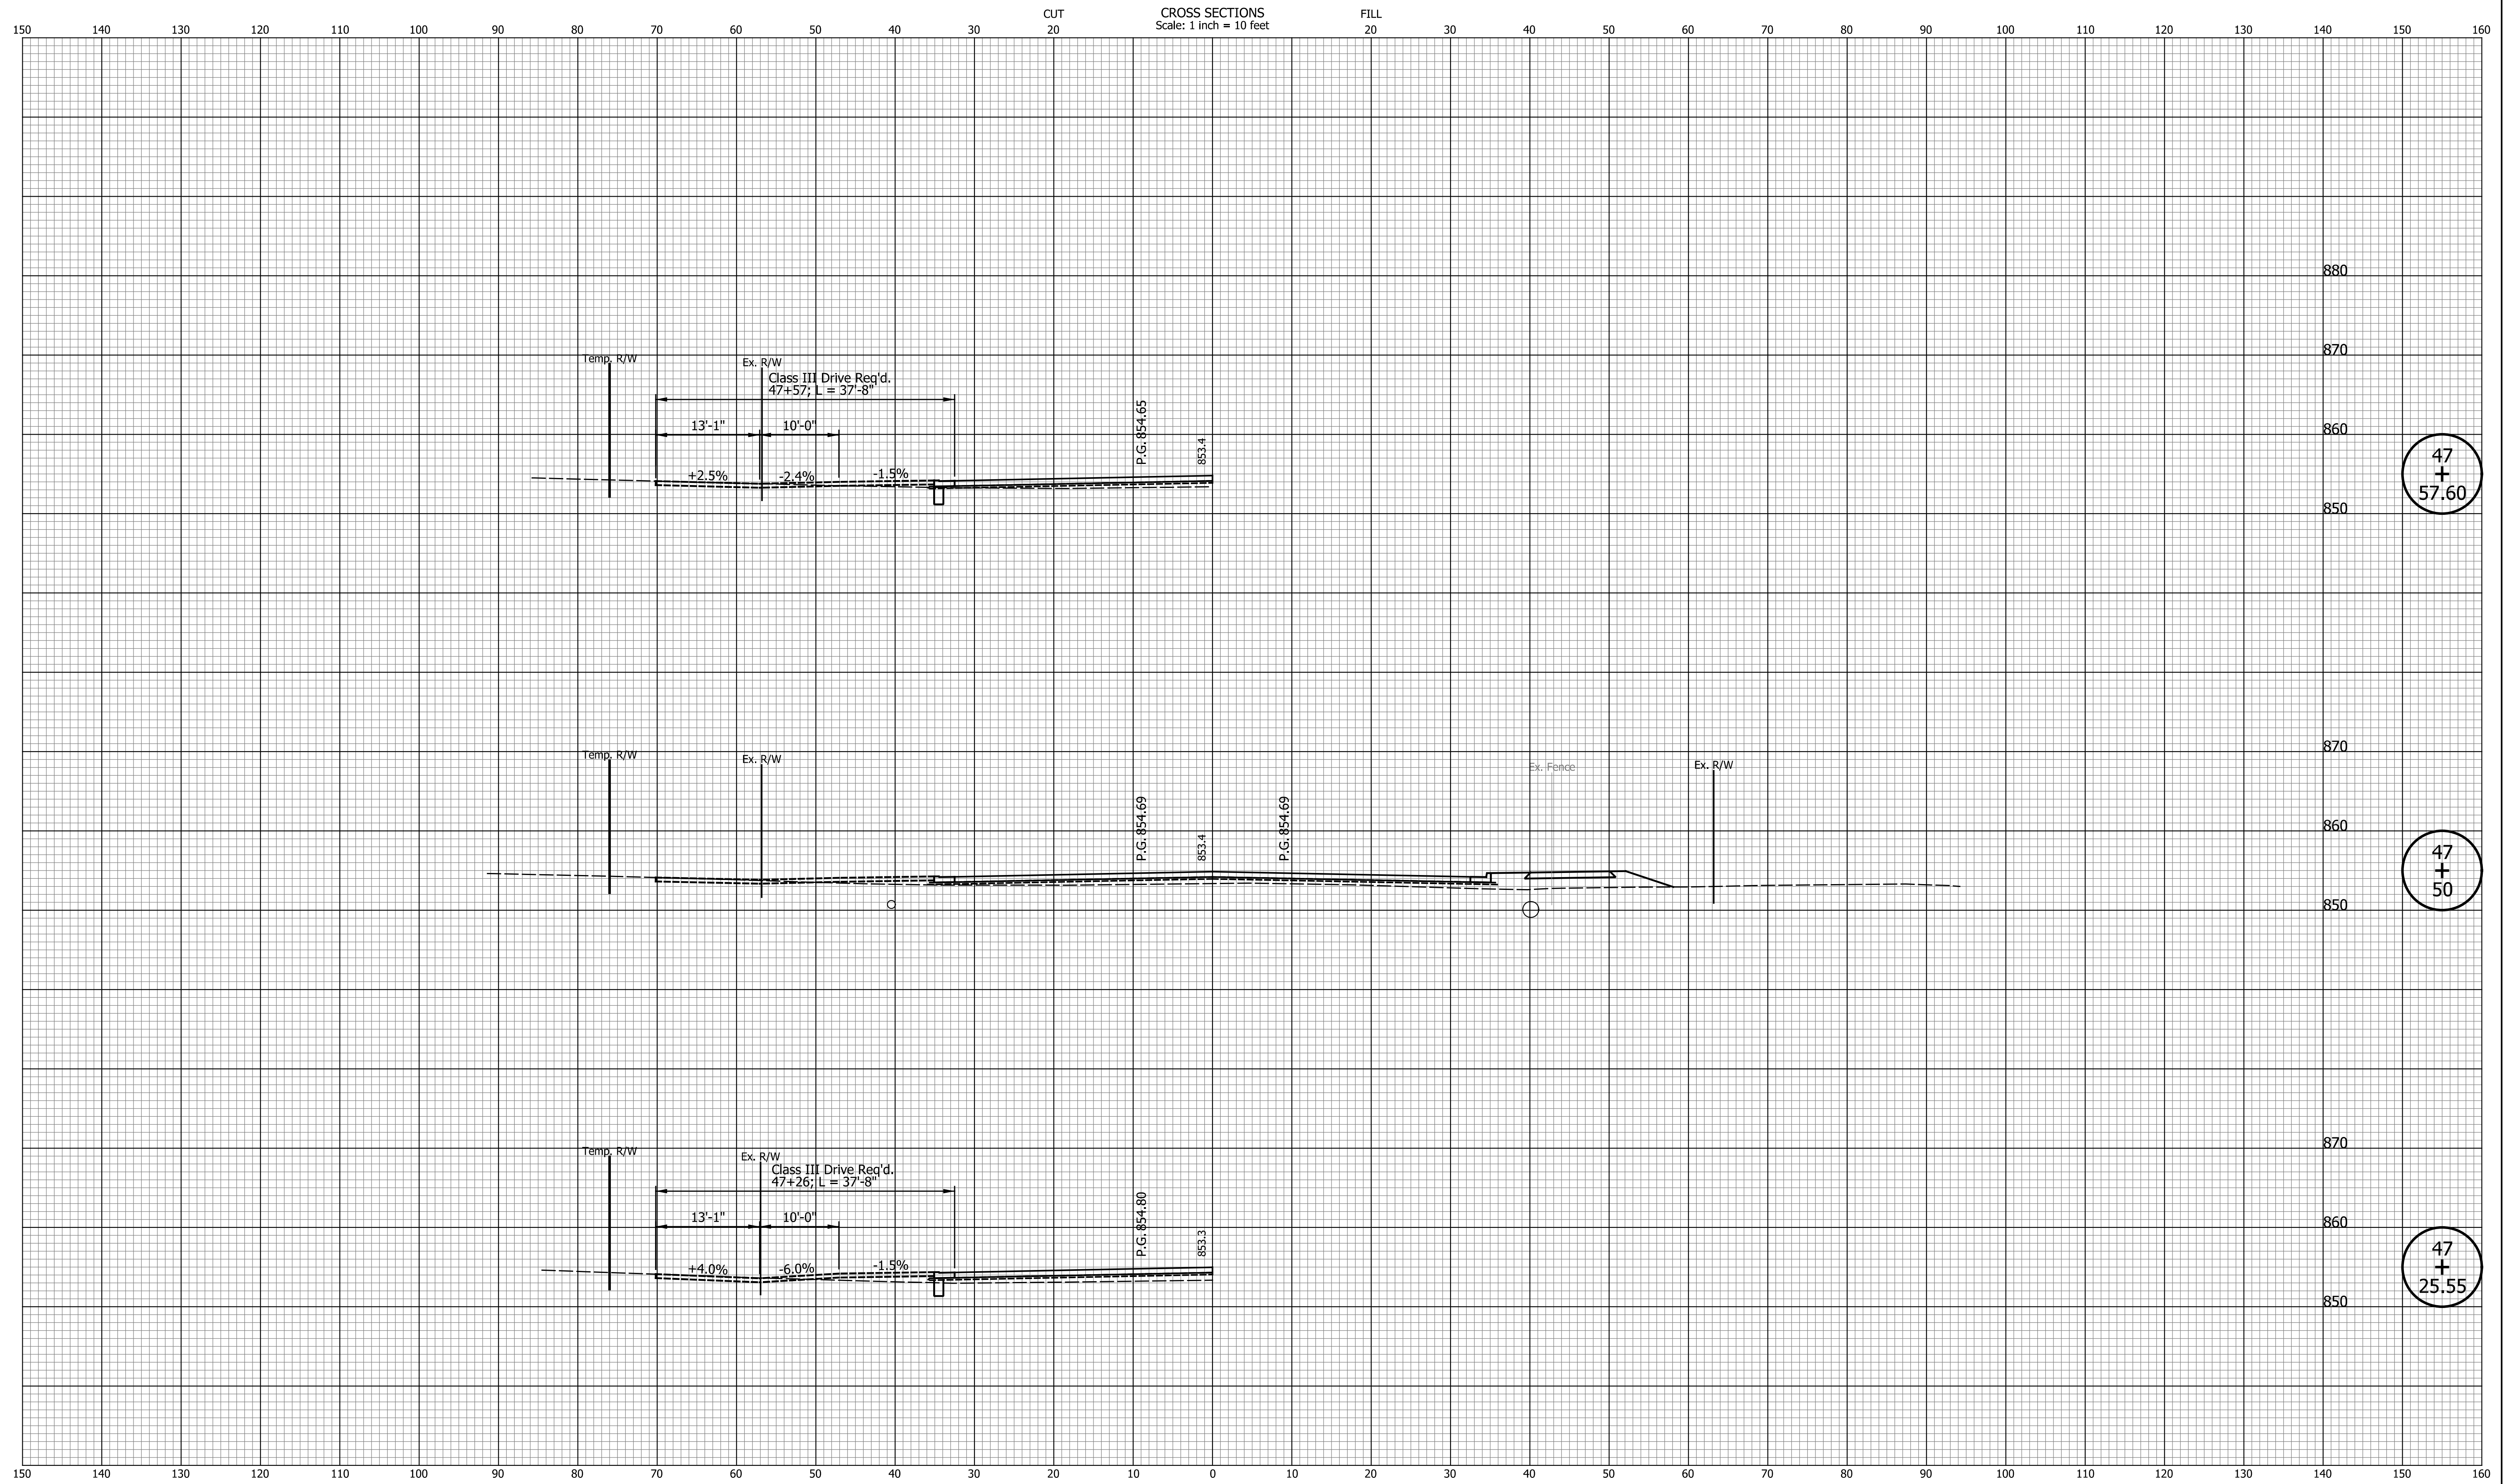 CUT CROSS SECTIONS FILL
Scale: 1 inch = 10 feet
150 140 130 120 110 100 90 80 70 60 50 40 30 20 10 0 10 20 30 40 50 60 70 80 90 100 110 120 130 140 150 160
880
870
Temp. R/W
Ex. R/W
Class III Drive Req'd.
47+57; L = 37'-8"
13'-1"
10'-0"
P.G. 854.65
853.4
860
+2.5%
-2.4%
-1.5%
47
+
57.60
850
870
Temp. R/W
Ex. R/W
Ex. Fence
Ex. R/W
P.G. 854.69
853.4
P.G. 854.69
860
47
+
50
850
870
Temp. R/W
Ex. R/W
Class III Drive Req'd.
47+26; L = 37'-8"
13'-1"
10'-0"
P.G. 854.80
853.3
860
+4.0%
-6.0%
-1.5%
47
+
25.55
850
150 140 130 120 110 100 90 80 70 60 50 40 30 20 10 0 10 20 30 40 50 60 70 80 90 100 110 120 130 140 150 160